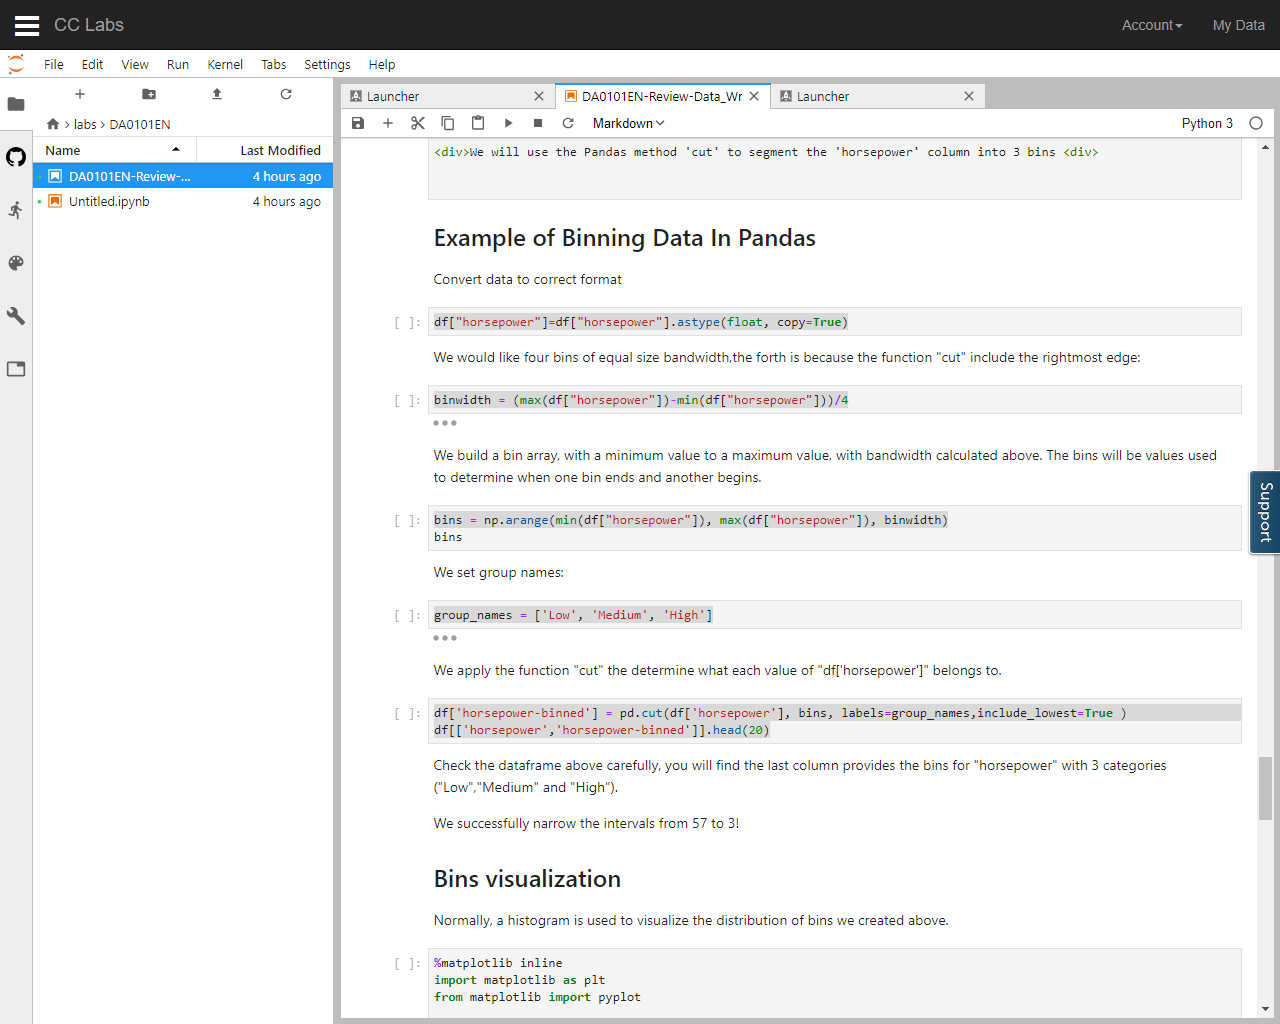 CC Labs
Account
My Data
File Edit View Run Kernel Tabs Settings Help
Launcher
DA0101EN-Review-Data_Wr
Launcher
labs > DA0101EN
Markdown
Python 3
Name
Last Modified
DA0101EN-Review-... 4 hours ago
Untitled.ipynb 4 hours ago
<div>We will use the Pandas method 'cut' to segment the 'horsepower' column into 3 bins <div>
Example of Binning Data In Pandas
Convert data to correct format
[ ]: df["horsepower"]=df["horsepower"].astype(float, copy=True)
We would like four bins of equal size bandwidth,the forth is because the function "cut" include the rightmost edge:
[ ]: binwidth = (max(df["horsepower"])-min(df["horsepower"]))/4
We build a bin array, with a minimum value to a maximum value, with bandwidth calculated above. The bins will be values used
to determine when one bin ends and another begins.
[ ]: bins = np.arange(min(df["horsepower"]), max(df["horsepower"]), binwidth)
bins
We set group names:
[ ]: group_names = ['Low', 'Medium', 'High']
We apply the function "cut" the determine what each value of "df['horsepower']" belongs to.
[ ]: df['horsepower-binned'] = pd.cut(df['horsepower'], bins, labels=group_names,include_lowest=True )
df[['horsepower','horsepower-binned']].head(20)
Check the dataframe above carefully, you will find the last column provides the bins for "horsepower" with 3 categories
("Low","Medium" and "High").
We successfully narrow the intervals from 57 to 3!
Bins visualization
Normally, a histogram is used to visualize the distribution of bins we created above.
[ ]: %matplotlib inline
import matplotlib as plt
from matplotlib import pyplot
Support